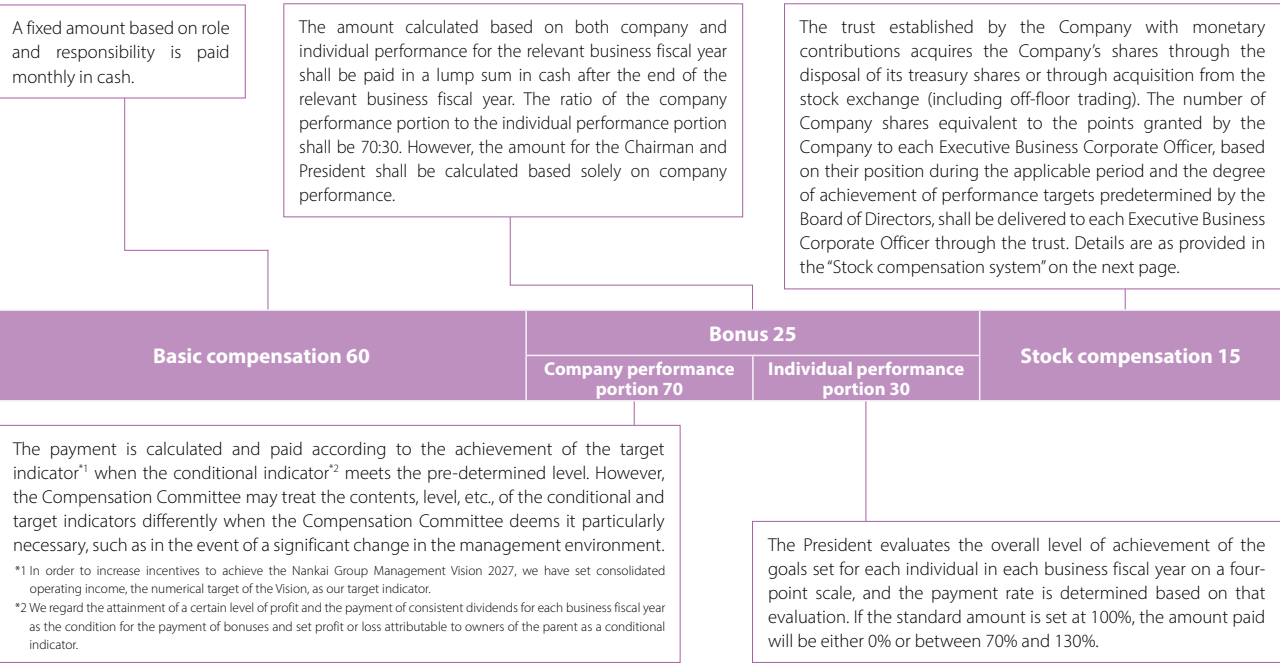 A fixed amount based on role
and responsibility is paid
monthly in cash.
The amount calculated based on both company and
individual performance for the relevant business fiscal year
shall be paid in a lump sum in cash after the end of the
relevant business fiscal year. The ratio of the company
performance portion to the individual performance portion
shall be 70:30. However, the amount for the Chairman and
President shall be calculated based solely on company
performance.
The trust established by the Company with monetary
contributions acquires the Company's shares through the
disposal of its treasury shares or through acquisition from the
stock exchange (including off-floor trading). The number of
Company shares equivalent to the points granted by the
Company to each Executive Business Corporate Officer, based
on their position during the applicable period and the degree
of achievement of performance targets predetermined by the
Board of Directors, shall be delivered to each Executive Business
Corporate Officer through the trust. Details are as provided in
the “Stock compensation system” on the next page.
Basic compensation 60
Bonus 25
Company performance
portion 70
Individual performance
portion 30
Stock compensation 15
The payment is calculated and paid according to the achievement of the target
indicator*1 when the conditional indicator*2 meets the pre-determined level. However,
the Compensation Committee may treat the contents, level, etc., of the conditional and
target indicators differently when the Compensation Committee deems it particularly
necessary, such as in the event of a significant change in the management environment.
*1 In order to increase incentives to achieve the Nankai Group Management Vision 2027, we have set consolidated
operating income, the numerical target of the Vision, as our target indicator.
*2 We regard the attainment of a certain level of profit and the payment of consistent dividends for each business fiscal year
as the condition for the payment of bonuses and set profit or loss attributable to owners of the parent as a conditional
indicator.
The President evaluates the overall level of achievement of the
goals set for each individual in each business fiscal year on a four-
point scale, and the payment rate is determined based on that
evaluation. If the standard amount is set at 100%, the amount paid
will be either 0% or between 70% and 130%.